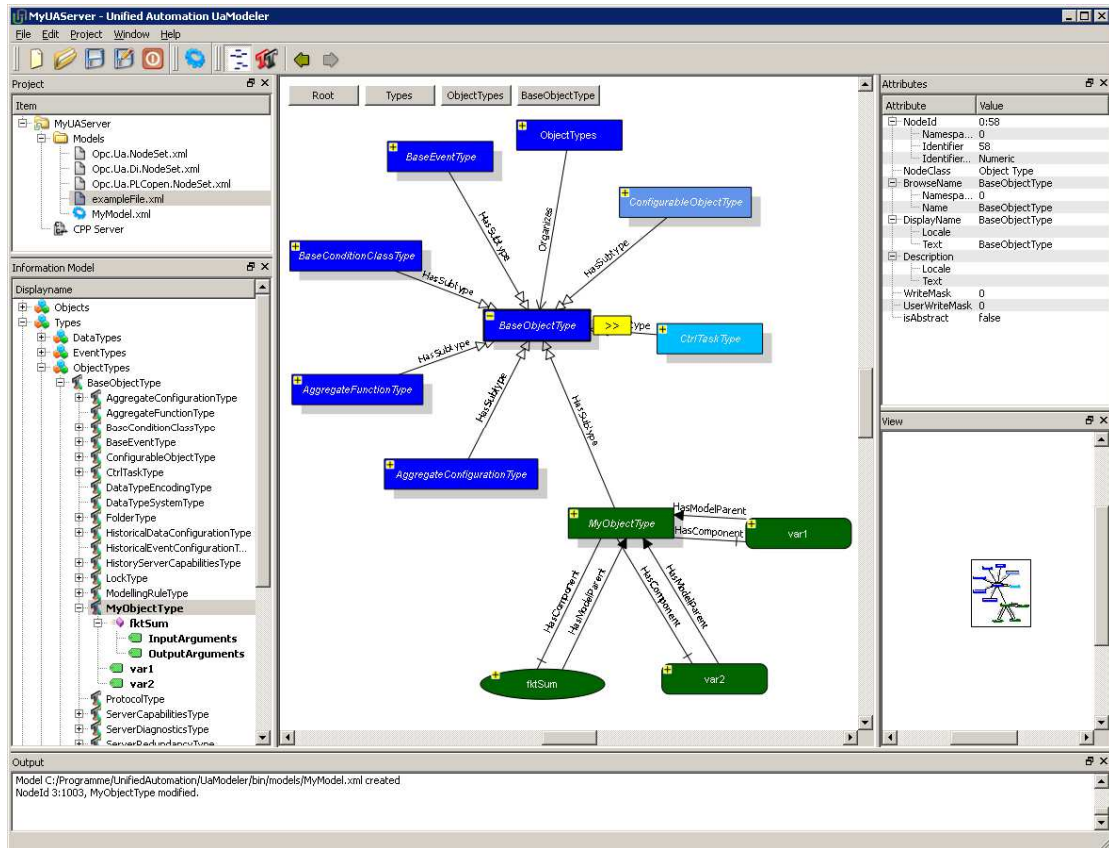 MyUAServer - Unified Automation UaModeler
File Edit Project Window Help
Project
Item
MyUAServer
Models
Opc.Ua.NodeSet.xml
Opc.Ua.Di.NodeSet.xml
Opc.Ua.PLCopen.NodeSet.xml
exampleFile.xml
MyModel.xml
CPP Server
Information Model
Displayname
Objects
Types
DataTypes
EventTypes
ObjectTypes
BaseObjectType
AggregateConfigurationType
AggregateFunctionType
BaseConditionClassType
BaseEventType
ConfigurableObjectType
CtrlTaskType
DataTypeEncodingType
DataTypeSystemType
FolderType
HistoricalDataConfigurationType
HistoricalEventConfigurationT...
HistoryServerCapabilitiesType
LockType
ModellingRuleType
MyObjectType
fktSum
InputArguments
OutputArguments
var1
var2
ProtocolType
ServerCapabilitiesType
ServerDiagnosticsType
ServerRedundancyType
Root Types ObjectTypes BaseObjectType
ObjectTypes
BaseEventType
ConfigurableObjectType
HasSubtype
Organizes
HasSubtype
BaseConditionClassType
HasSubtype
BaseObjectType
>>
type
CtrlTaskType
HasSubtype
AggregateFunctionType
HasSubtype
HasSubtype
AggregateConfigurationType
HasModelParent
MyObjectType
HasComponent
var1
HasComponent
HasModelParent
HasComponent
HasModelParent
fktSum
var2
Attributes
Attribute Value
NodeId 0:58
Namespa... 0
Identifier 58
Identifier... Numeric
NodeClass Object Type
BrowseName BaseObjectType
Namespa... 0
Name BaseObjectType
DisplayName BaseObjectType
Locale
Text BaseObjectType
Description
Locale
Text
WriteMask 0
UserWriteMask 0
isAbstract false
View
Output
Model C:/Programme/UnifiedAutomation/UaModeler/bin/models/MyModel.xml created
NodeId 3:1003, MyObjectType modified.